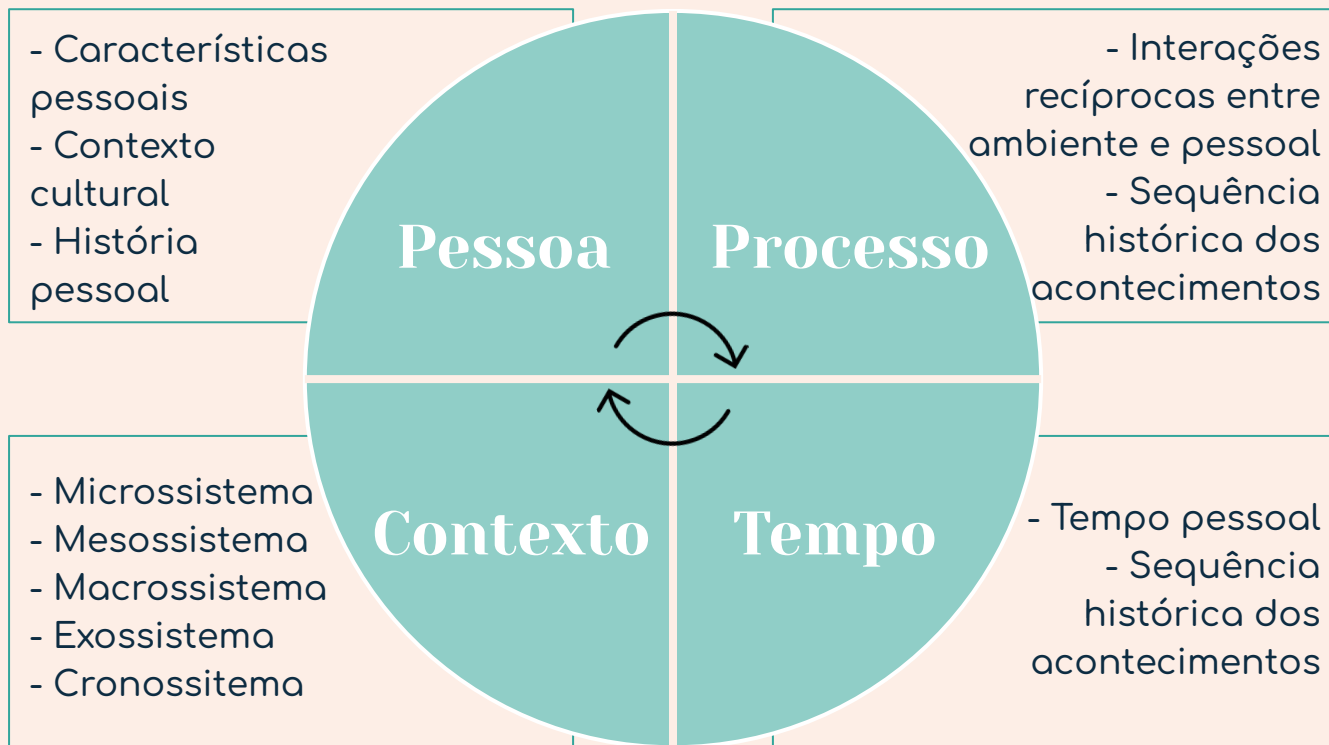 - Características
pessoais
- Contexto
cultural
- História
pessoal
Pessoa
Processo
- Interações
recíprocas entre
ambiente e pessoal
- Sequência
histórica dos
acontecimentos
- Microssistema
- Mesossistema
- Macrossistema
- Exossistema
- Cronossitema
Contexto
Tempo
- Tempo pessoal
- Sequência
histórica dos
acontecimentos